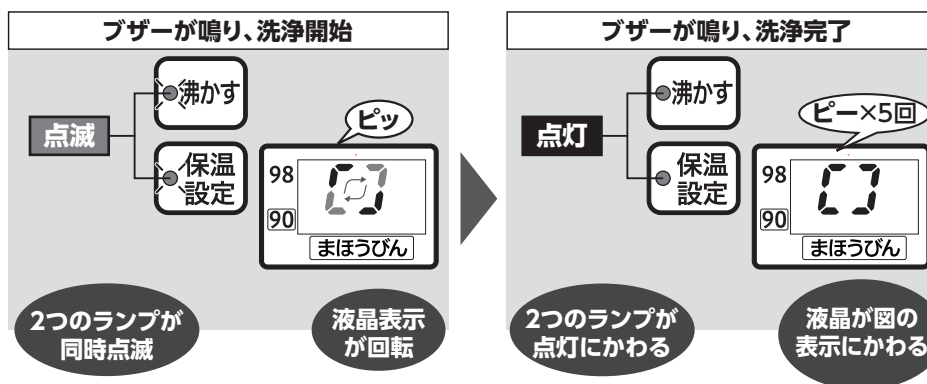 ブザーが鳴り、洗浄開始
点滅
沸かす
保温
設定
ピッ
98
90
まほうびん
2つのランプが
同時点滅
液晶表示
が回転
ブザーが鳴り、洗浄完了
点灯
沸かす
保温
設定
ピー×5回
98
90
まほうびん
2つのランプが
点灯にかわる
液晶が図の
表示にかわる